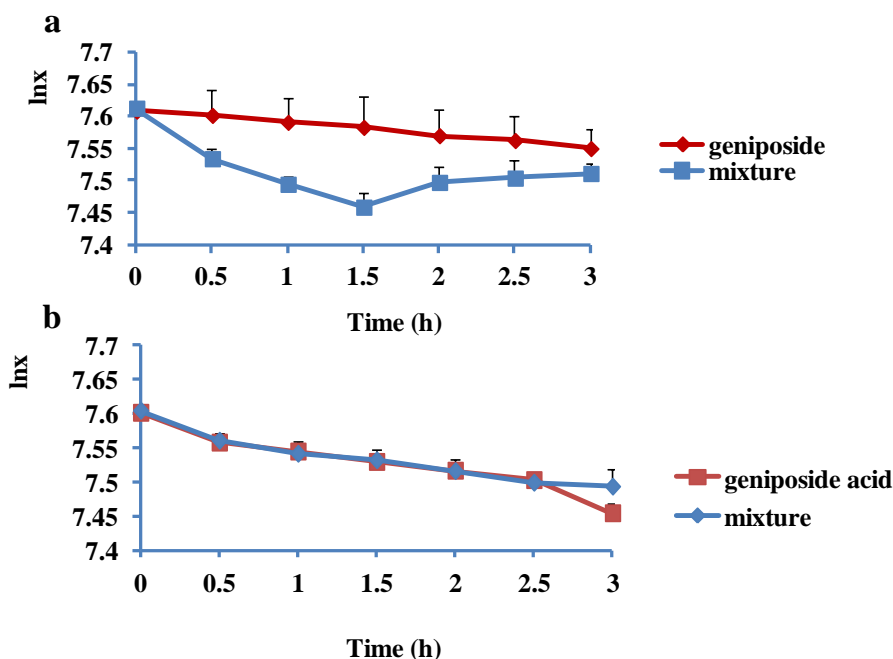 a
lnx
7.7
7.65
7.6
7.55
7.5
7.45
7.4
0 0.5 1 1.5 2 2.5 3
Time (h)
geniposide
mixture
b
lnx
7.7
7.65
7.6
7.55
7.5
7.45
7.4
0 0.5 1 1.5 2 2.5 3
Time (h)
geniposide acid
mixture